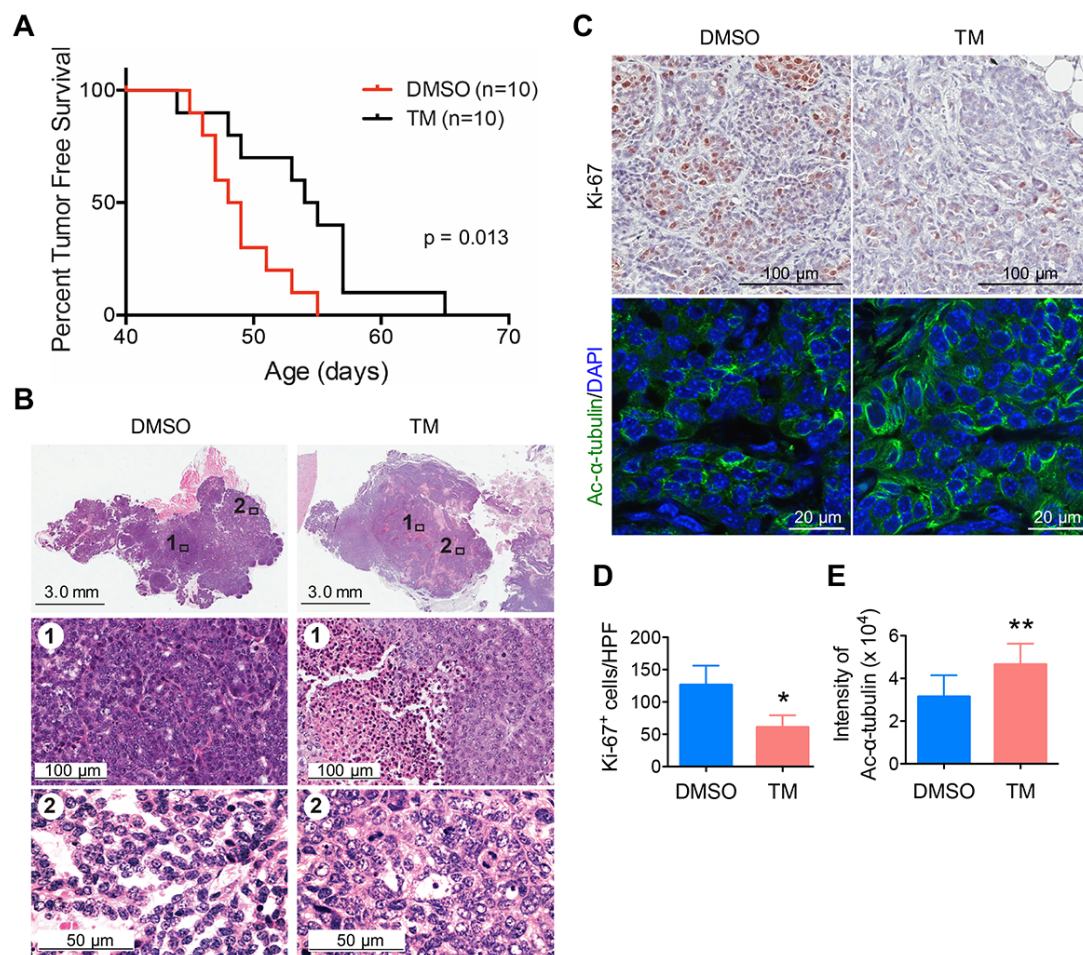 A
Percent Tumor Free Survival
100
50
0
40
50
60
70
Age (days)
DMSO (n=10)
TM (n=10)
p = 0.013
B
DMSO
TM
1
2
3.0 mm
1
2
3.0 mm
1
100 µm
1
100 µm
2
50 µm
2
50 µm
C
DMSO
TM
Ki-67
100 µm
100 µm
Ac-α-tubulin/DAPI
20 µm
20 µm
D
Ki-67⁺ cells/HPF
200
150
100
50
0
*
DMSO
TM
E
Intensity of
Ac-α-tubulin (x 10⁴)
6
4
2
0
**
DMSO
TM